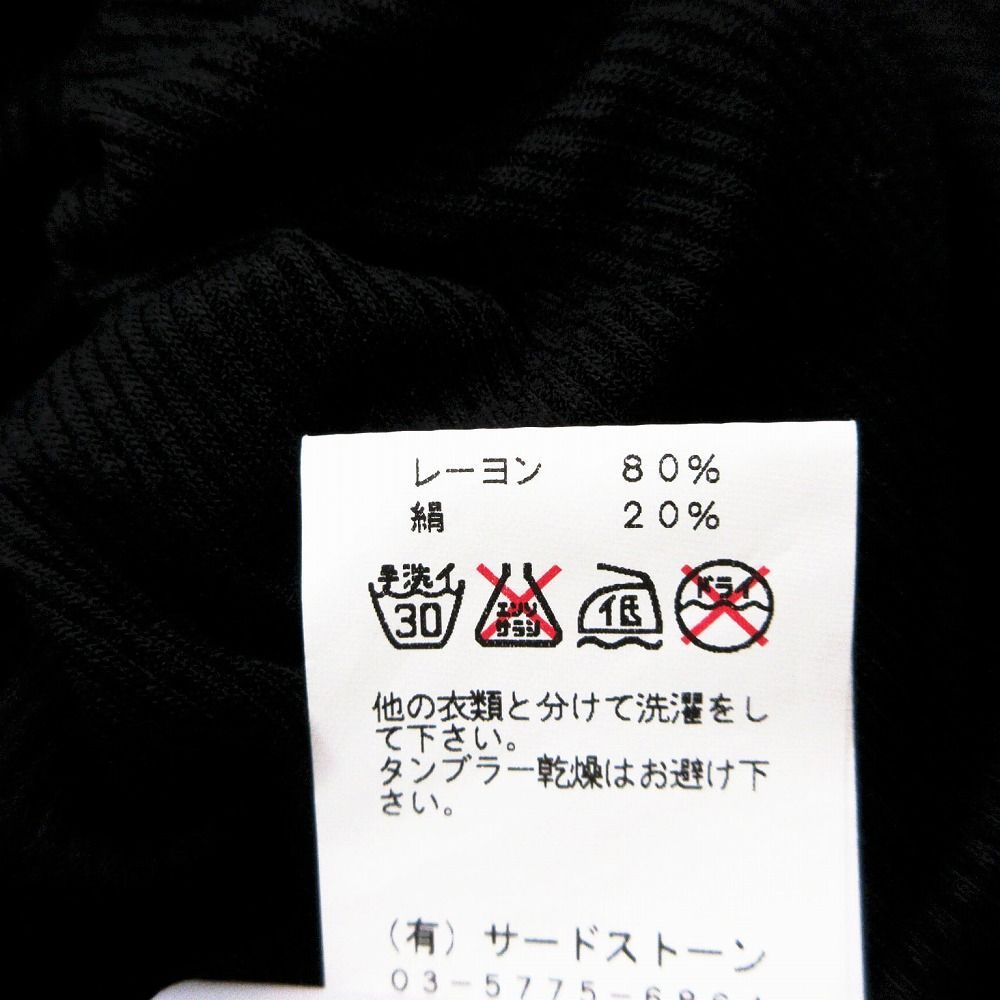 レーヨン 80%
絹 20%
手洗イ 30 エンソサラシ 低 ドライ
他の衣類と分けて洗濯をし
て下さい。
タンブラー乾燥はお避け下
さい。
(有)サードストーン
03-5775-